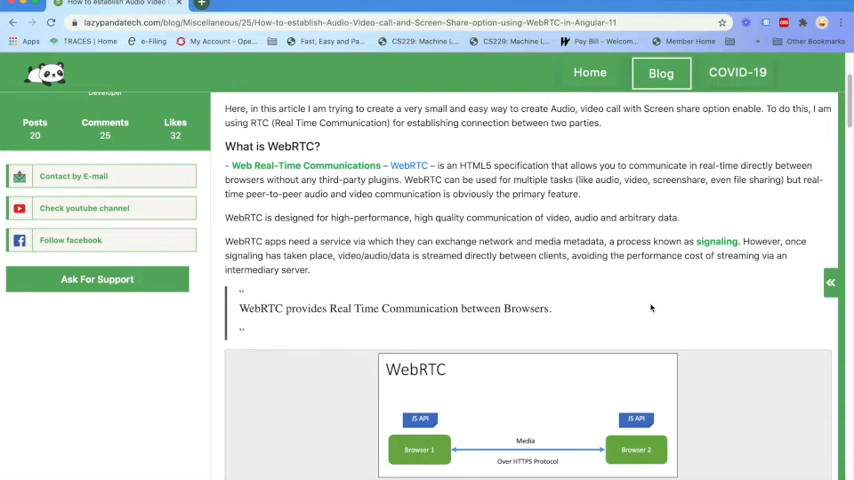 How to establish Audio-Video-call
lazypandatech.com/blog/Miscellaneous/25/How-to-establish-Audio-Video-call-and-Screen-Share-option-using-WebRTC-in-Angular-11
Apps TRACES | Home e-Filing My Account - Ope... Fast, Easy and Pa... CS229: Machine L... CS229: Machine L... Pay Bill - Welcom... Member Home » Other Bookmarks
Home Blog COVID-19
Developer
Posts Comments Likes
20 25 32
Contact by E-mail
Check youtube channel
Follow facebook
Ask For Support
Here, in this article I am trying to create a very small and easy way to create Audio, video call with Screen share option enable. To do this, I am
using RTC (Real Time Communication) for establishing connection between two parties.
What is WebRTC?
- Web Real-Time Communications – WebRTC – is an HTML5 specification that allows you to communicate in real-time directly between
browsers without any third-party plugins. WebRTC can be used for multiple tasks (like audio, video, screenshare, even file sharing) but real-
time peer-to-peer audio and video communication is obviously the primary feature.
WebRTC is designed for high-performance, high quality communication of video, audio and arbitrary data.
WebRTC apps need a service via which they can exchange network and media metadata, a process known as signaling. However, once
signaling has taken place, video/audio/data is streamed directly between clients, avoiding the performance cost of streaming via an
intermediary server.
“
WebRTC provides Real Time Communication between Browsers.
”
«
WebRTC
JS API JS API
Media
Browser 1 Browser 2
Over HTTPS Protocol